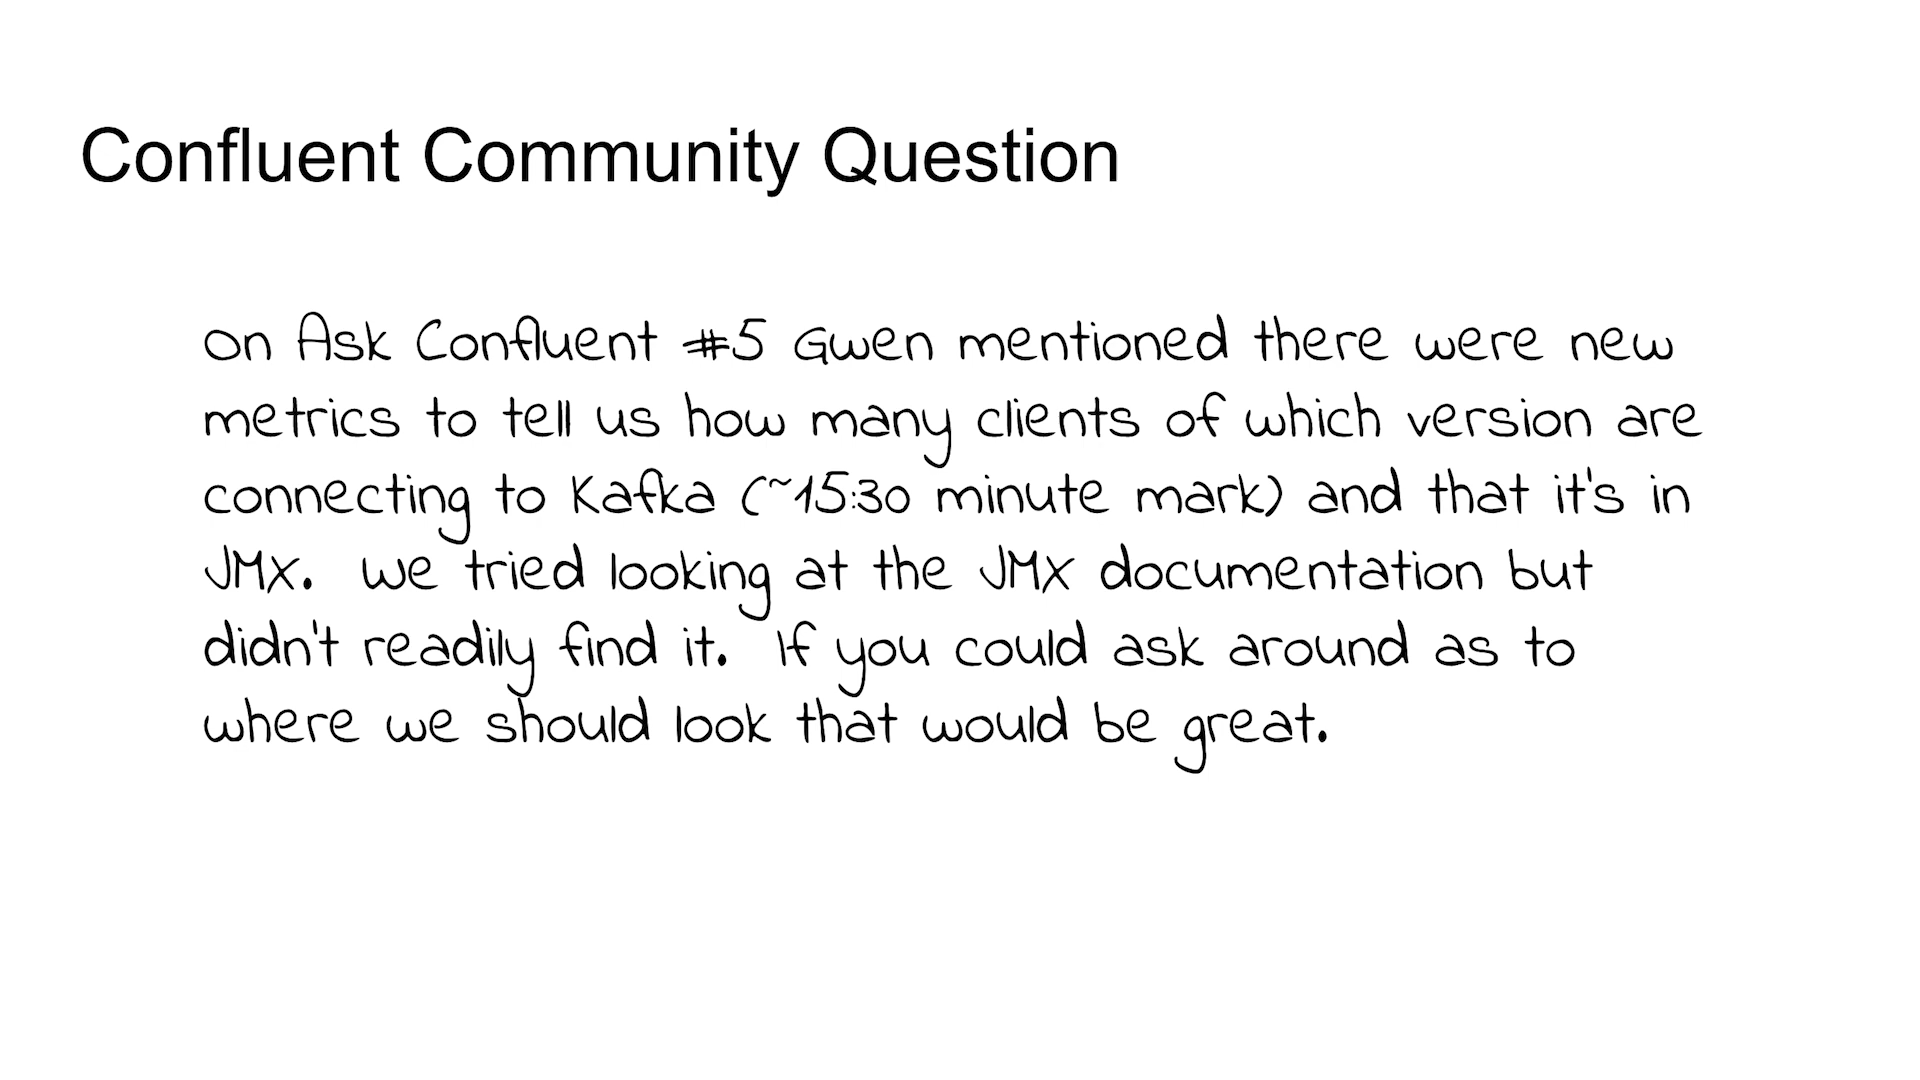 Confluent Community Question
On Ask Confluent #5 Gwen mentioned there were new
metrics to tell us how many clients of which version are
connecting to Kafka (~15:30 minute mark) and that it's in
JMX. We tried looking at the JMX documentation but
didn't readily find it. If you could ask around as to
where we should look that would be great.